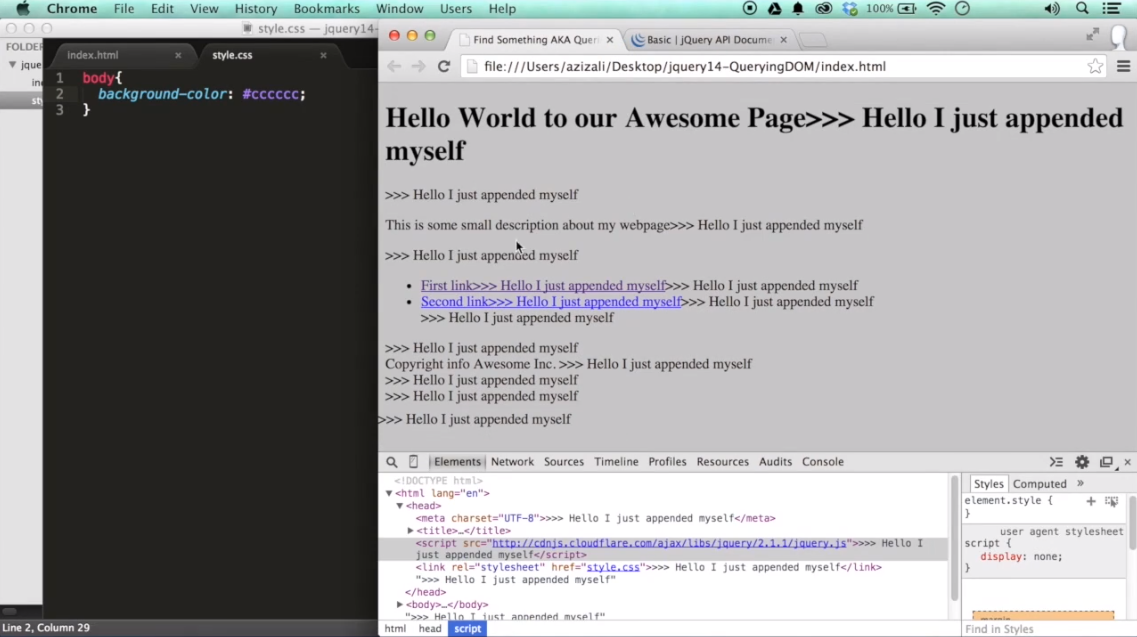 Chrome File Edit View History Bookmarks Window Users Help 100%
style.css — jquery14-
FOLDER
jque
in
sty
index.html × style.css ×
1 body{
2 background-color: #cccccc;
3 }
Line 2, Column 29
Find Something AKA Quer × Basic | jQuery API Docume ×
file:///Users/azizali/Desktop/jquery14-QueryingDOM/index.html
Hello World to our Awesome Page>>> Hello I just appended
myself
>>> Hello I just appended myself
This is some small description about my webpage>>> Hello I just appended myself
>>> Hello I just appended myself
• First link>>> Hello I just appended myself>>> Hello I just appended myself
• Second link>>> Hello I just appended myself>>> Hello I just appended myself
>>> Hello I just appended myself
>>> Hello I just appended myself
Copyright info Awesome Inc. >>> Hello I just appended myself
>>> Hello I just appended myself
>>> Hello I just appended myself
>>> Hello I just appended myself
Elements Network Sources Timeline Profiles Resources Audits Console
<!DOCTYPE html>
▼<html lang="en">
▼<head>
<meta charset="UTF-8">>>> Hello I just appended myself</meta>
►<title>…</title>
<script src="http://cdnjs.cloudflare.com/ajax/libs/jquery/2.1.1/jquery.js">>>> Hello I
just appended myself</script>
<link rel="stylesheet" href="style.css">>>> Hello I just appended myself</link>
">>> Hello I just appended myself"
</head>
►<body>…</body>
">>> Hello I just appended myself"
html head script
Styles Computed »
element.style {
}
user agent stylesheet
script {
display: none;
}
margin
Find in Styles